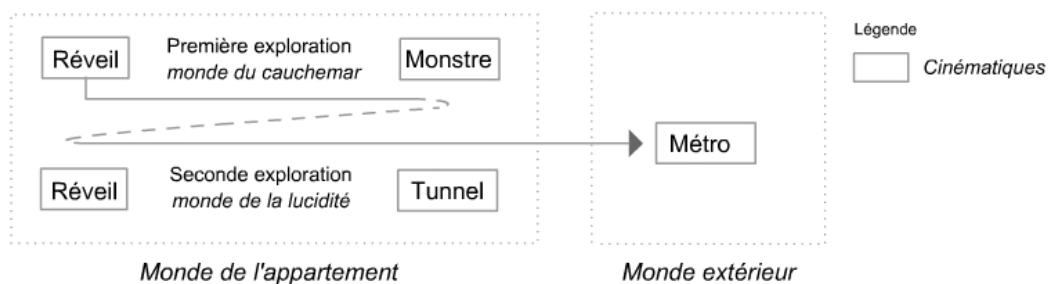 Réveil
Première exploration
monde du cauchemar
Monstre
Réveil
Seconde exploration
monde de la lucidité
Tunnel
Monde de l'appartement
Métro
Monde extérieur
Légende
Cinématiques